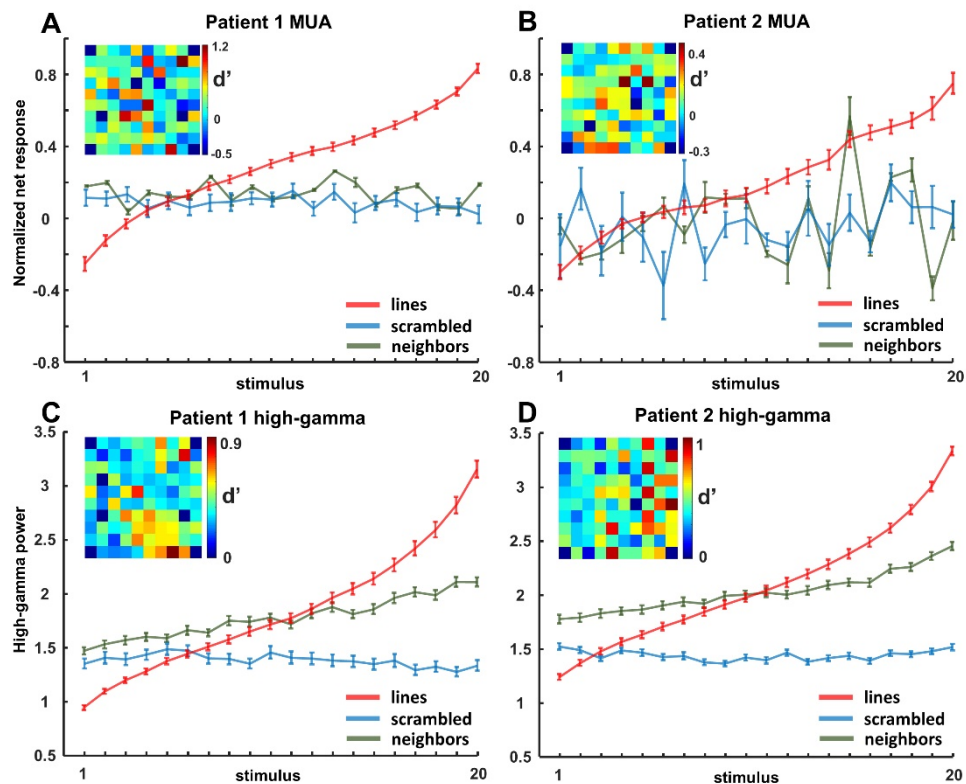 A
Patient 1 MUA
Normalized net response
0.8
0.4
0
-0.4
-0.8
1.2
d'
0
-0.5
lines
scrambled
neighbors
1
stimulus
20
B
Patient 2 MUA
0.8
0.4
0
-0.4
-0.8
0.4
d'
0
-0.3
lines
scrambled
neighbors
1
stimulus
20
C
Patient 1 high-gamma
High-gamma power
3.5
3
2.5
2
1.5
1
0.5
0.9
d'
0
lines
scrambled
neighbors
1
stimulus
20
D
Patient 2 high-gamma
3.5
3
2.5
2
1.5
1
0.5
1
d'
0
lines
scrambled
neighbors
1
stimulus
20